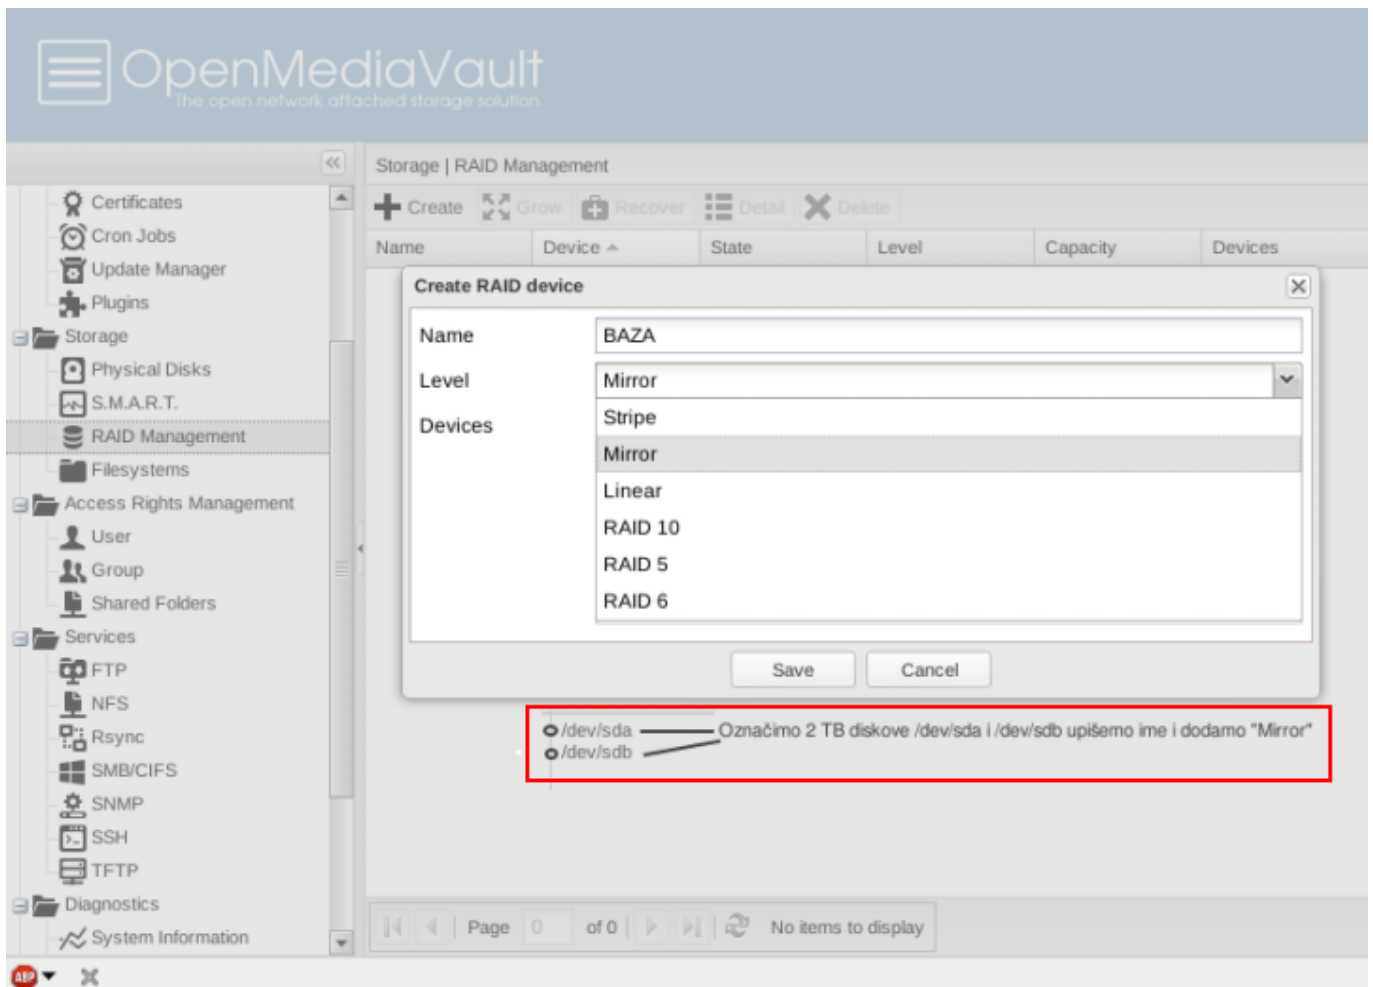 OpenMediaVault
The open network attached storage solution
Storage | RAID Management
Certificates
Cron Jobs
Update Manager
Plugins
Storage
Physical Disks
S.M.A.R.T.
RAID Management
Filesystems
Access Rights Management
User
Group
Shared Folders
Services
FTP
NFS
Rsync
SMB/CIFS
SNMP
SSH
TFTP
Diagnostics
System Information
Create Grow Recover Detail Delete
Name Device State Level Capacity Devices
Create RAID device
Name BAZA
Level Mirror
Devices
Stripe
Mirror
Linear
RAID 10
RAID 5
RAID 6
Save Cancel
/dev/sda Označimo 2 TB diskove /dev/sda i /dev/sdb upišemo ime i dodamo "Mirror"
/dev/sdb
Page 0 of 0 No items to display
ABP